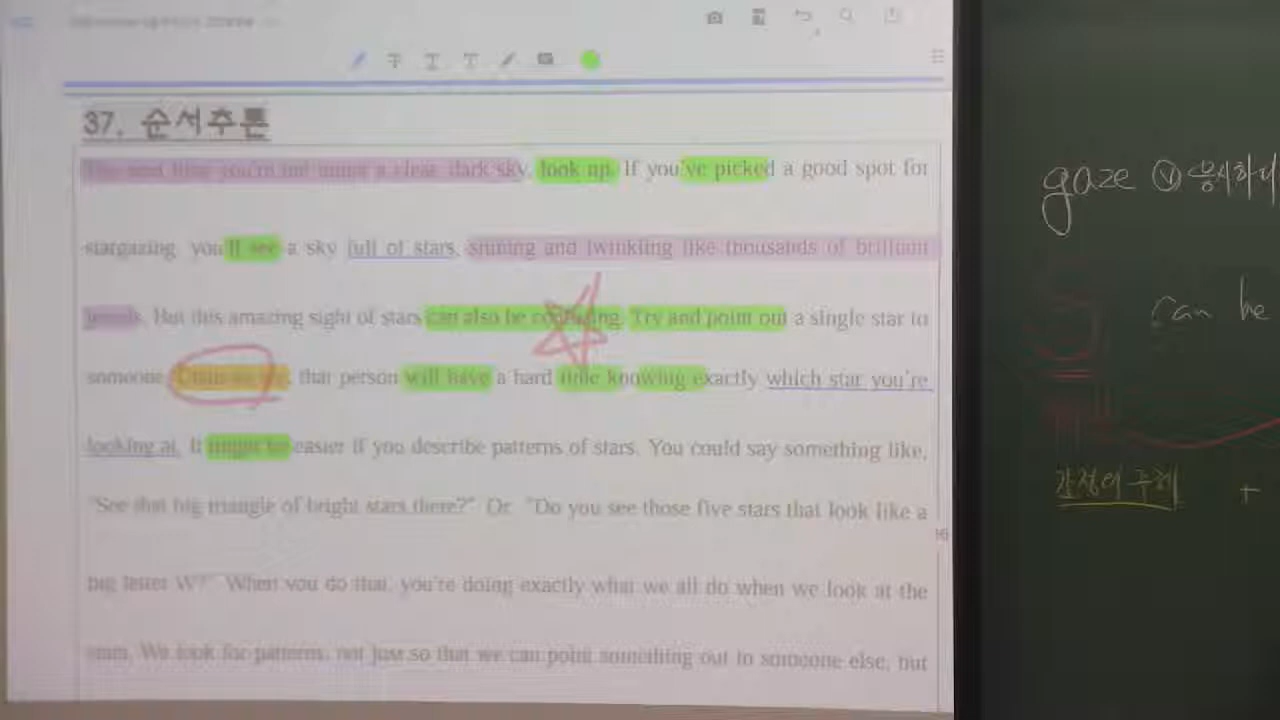 37. 순서추론
The next time you're out under a clear, dark sky, look up. If you've picked a good spot for
stargazing, you'll see a sky full of stars, shining and twinkling like thousands of brilliant
jewels. But this amazing sight of stars can also be confusing. Try and point out a single star to
someone. that person will have a hard time knowing exactly which star you're
looking at. It might be easier if you describe patterns of stars. You could say something like,
"See that big triangle of bright stars there?" Or, "Do you see those five stars that look like a
big letter W?" When you do that, you're doing exactly what we all do when we look at the
stars. We look for patterns, not just so that we can point something out to someone else, but
16
gaze ⓥ 응시하다
can be
감정의 주체 +